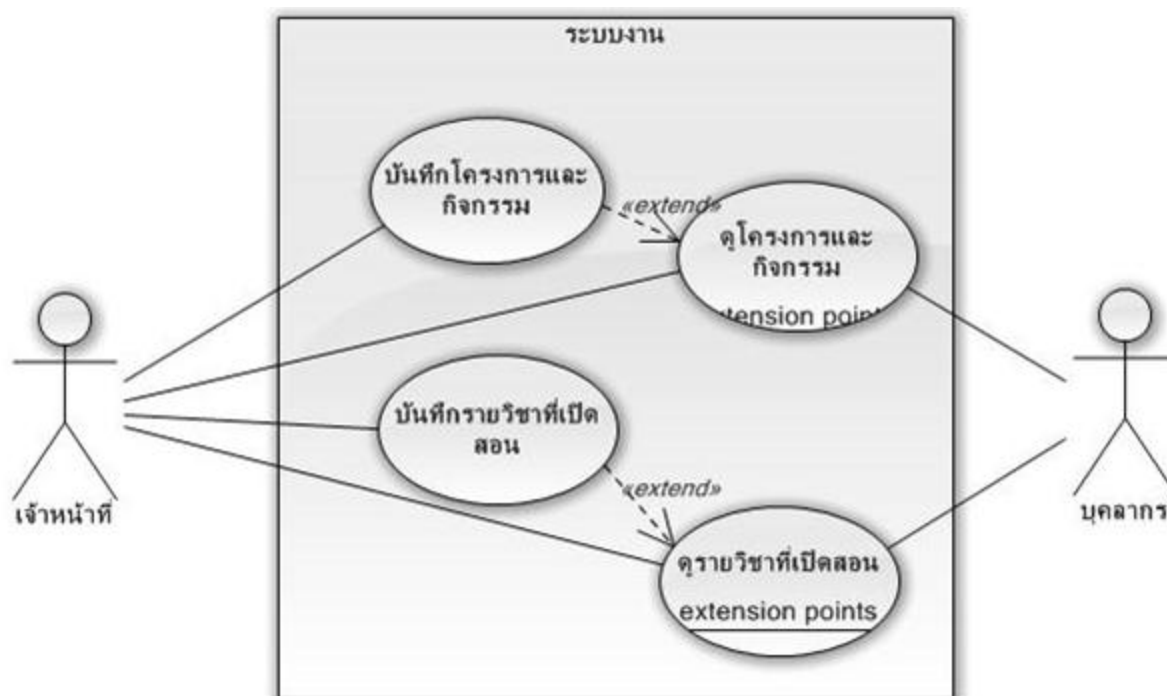 ระบบงาน
บันทึกโครงการและ
กิจกรรม
«extend»
ดูโครงการและ
กิจกรรม
tension point
บันทึกรายวิชาที่เปิด
สอน
«extend»
ดูรายวิชาที่เปิดสอน
extension points
เจ้าหน้าที่
บุคลากร